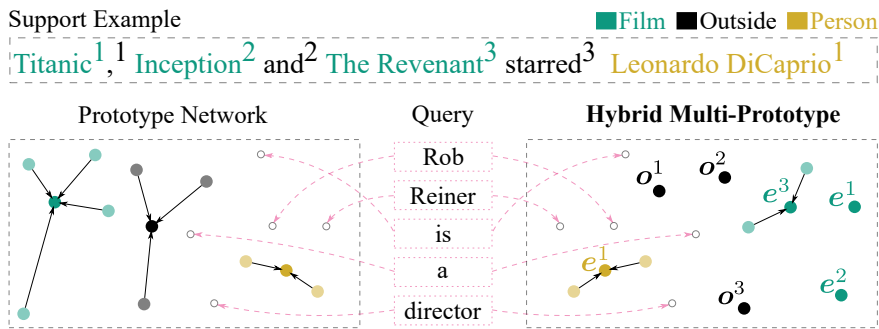 Support Example
Film Outside Person
Titanic¹,¹ Inception² and² The Revenant³ starred³ Leonardo DiCaprio¹
Prototype Network
Query
Hybrid Multi-Prototype
Rob
Reiner
is
a
director
o¹
o²
e³
e¹
e¹
e²
o³